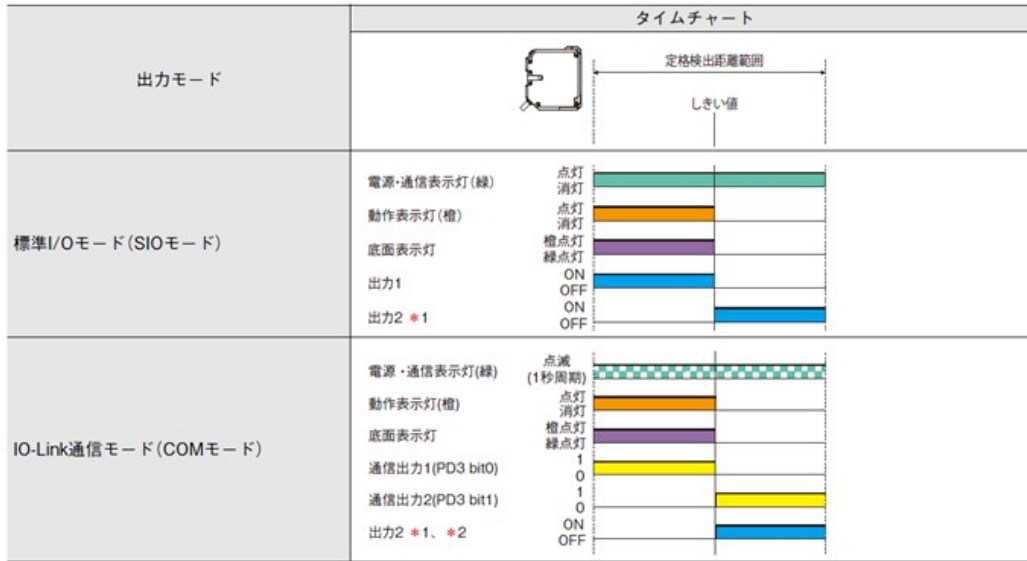 タイムチャート
出力モード
定格検出距離範囲
しきい値
標準I/Oモード(SIOモード)
電源・通信表示灯(緑)
点灯
消灯
動作表示灯(橙)
点灯
消灯
底面表示灯
橙点灯
緑点灯
出力1
ON
OFF
出力2 *1
ON
OFF
IO-Link通信モード(COMモード)
電源・通信表示灯(緑)
点滅
(1秒周期)
動作表示灯(橙)
点灯
消灯
底面表示灯
橙点灯
緑点灯
通信出力1(PD3 bit0)
1
0
通信出力2(PD3 bit1)
1
0
出力2 *1、*2
ON
OFF